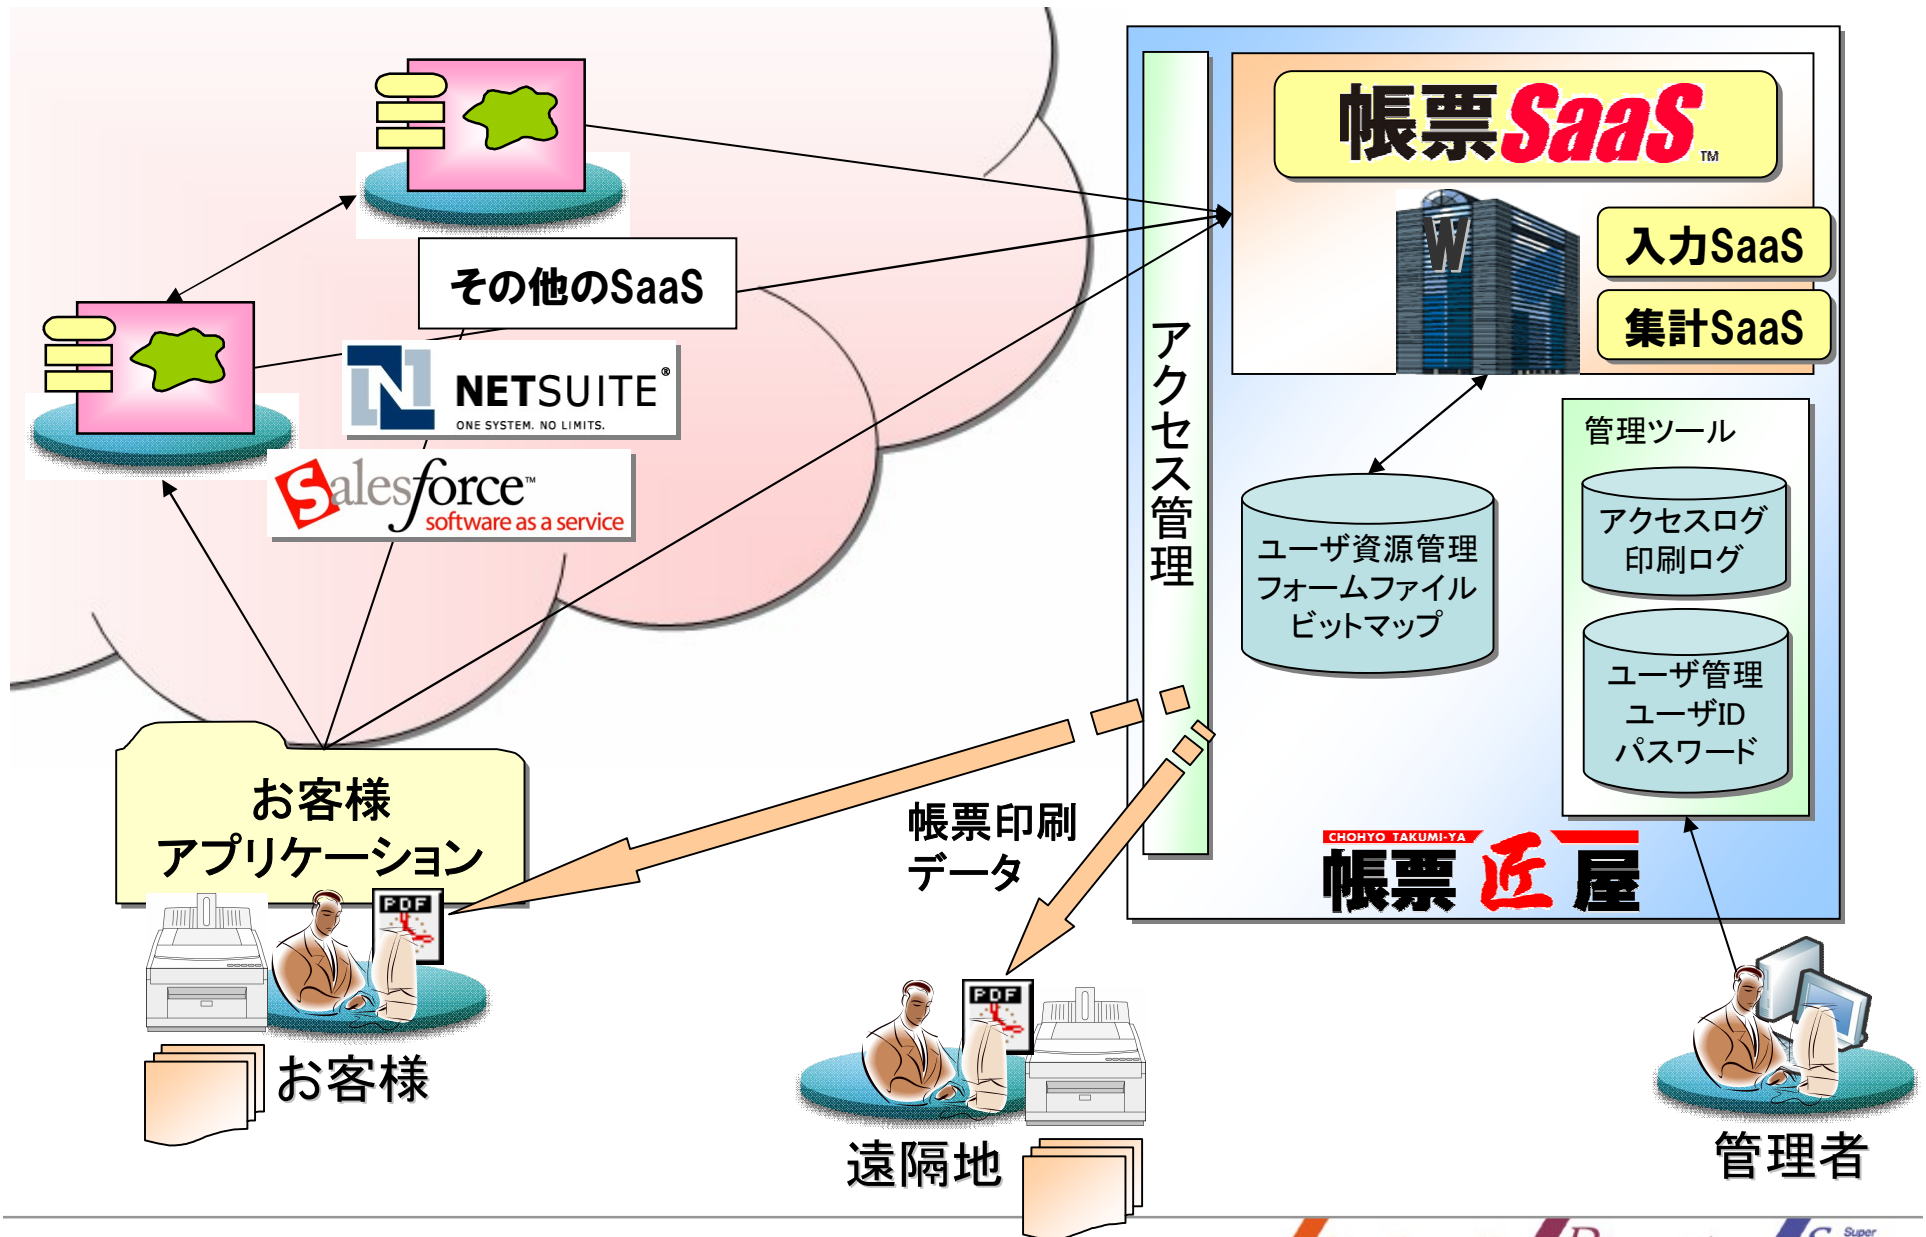 帳票SaaS™
入力SaaS
集計SaaS
W
その他のSaaS
NETSUITE®
ONE SYSTEM. NO LIMITS.
Salesforce™
software as a service
アクセス管理
管理ツール
アクセスログ
印刷ログ
ユーザ資源管理
フォームファイル
ビットマップ
ユーザ管理
ユーザID
パスワード
お客様
アプリケーション
帳票印刷
データ
CHOHYO TAKUMI-YA
帳票匠屋
PDF
お客様
PDF
遠隔地
管理者
Super